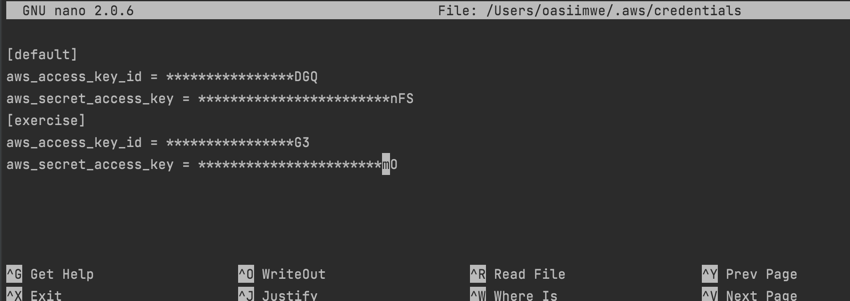 GNU nano 2.0.6 File: /Users/oasiimwe/.aws/credentials
[default]
aws_access_key_id = ****************DGQ
aws_secret_access_key = ************************nFS
[exercise]
aws_access_key_id = ****************G3
aws_secret_access_key = ***********************mO
^G Get Help ^O WriteOut ^R Read File ^Y Prev Page
^X Exit ^J Justify ^W Where Is ^V Next Page